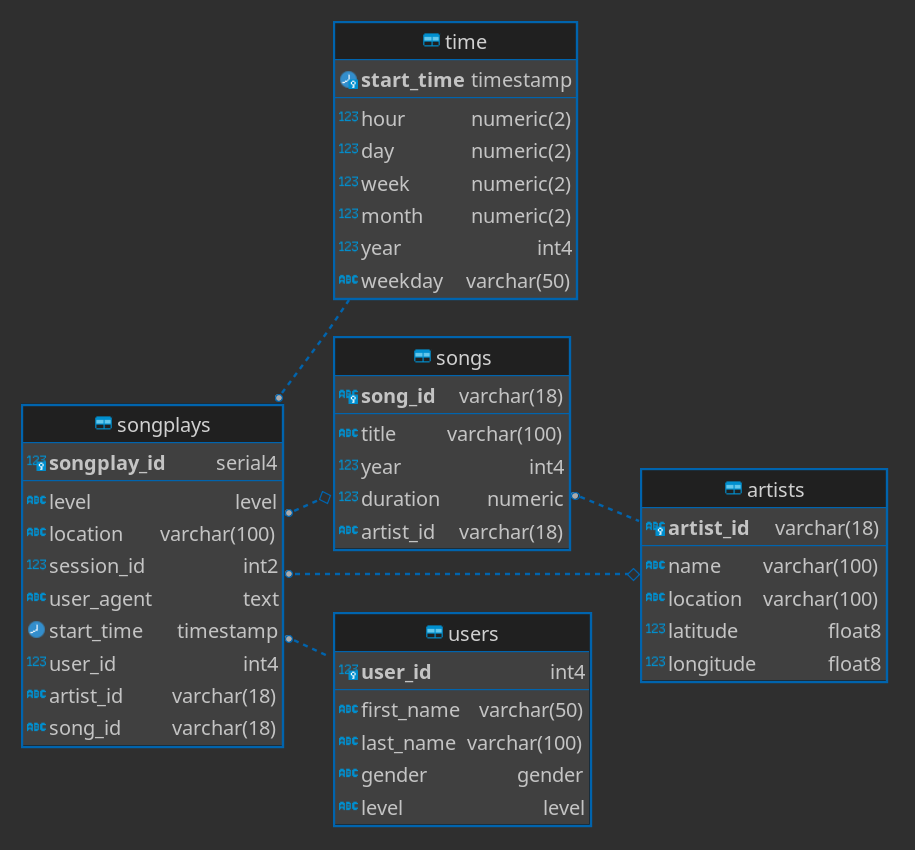 time
start_time timestamp
123 hour numeric(2)
123 day numeric(2)
123 week numeric(2)
123 month numeric(2)
123 year int4
ABC weekday varchar(50)
songs
ABC song_id varchar(18)
ABC title varchar(100)
123 year int4
123 duration numeric
ABC artist_id varchar(18)
songplays
123 songplay_id serial4
ABC level level
ABC location varchar(100)
123 session_id int2
ABC user_agent text
start_time timestamp
123 user_id int4
ABC artist_id varchar(18)
ABC song_id varchar(18)
artists
ABC artist_id varchar(18)
ABC name varchar(100)
ABC location varchar(100)
123 latitude float8
123 longitude float8
users
123 user_id int4
ABC first_name varchar(50)
ABC last_name varchar(100)
ABC gender gender
ABC level level